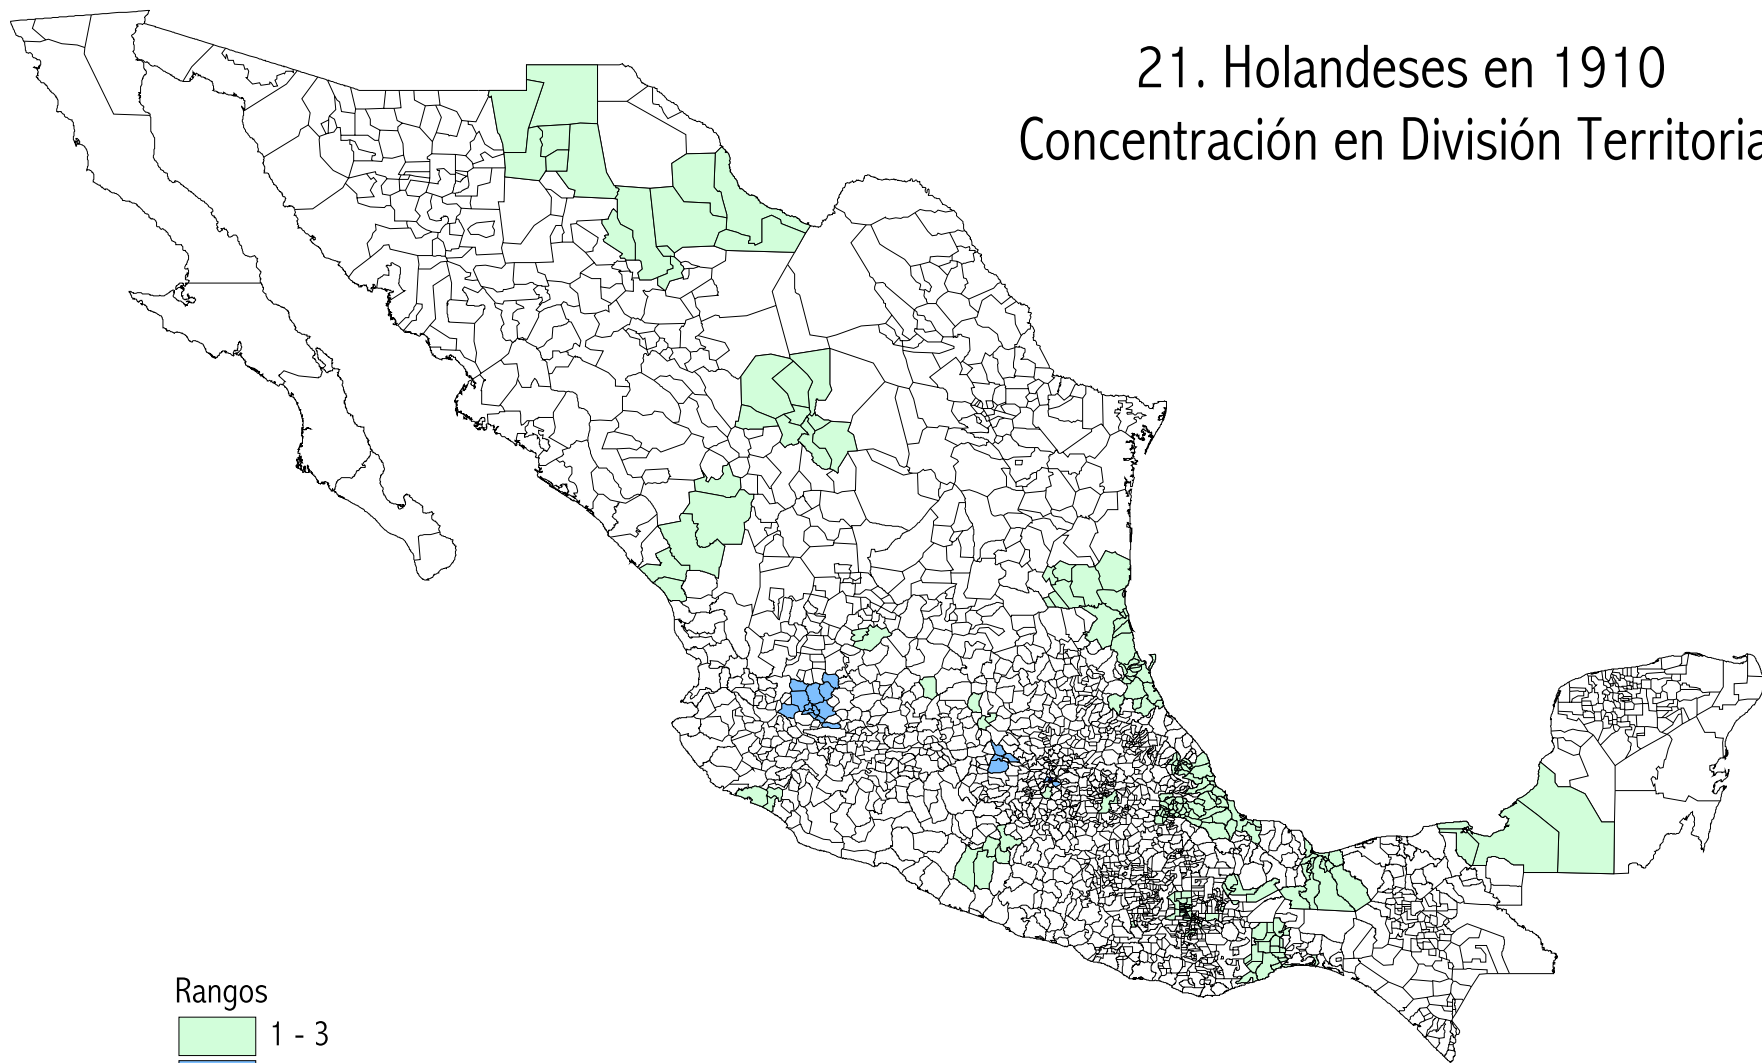 21. Holandeses en 1910
Concentración en División Territoria
Rangos
1 - 3